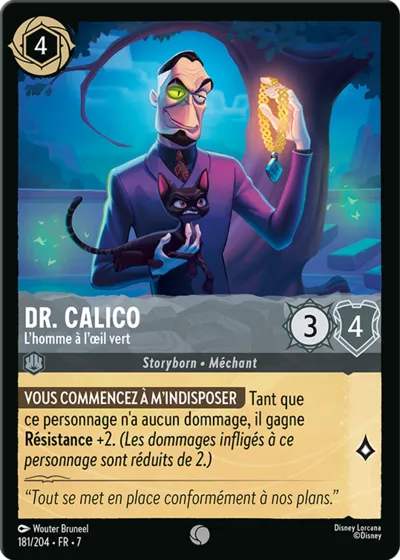 4
DR. CALICO
L'homme à l'œil vert
3
4
Storyborn • Méchant
VOUS COMMENCEZ À M'INDISPOSER Tant que
ce personnage n'a aucun dommage, il gagne
Résistance +2. (Les dommages infligés à ce
personnage sont réduits de 2.)
“Tout se met en place conformément à nos plans.”
Wouter Bruneel
181/204 • FR • 7
Disney Lorcana
©Disney